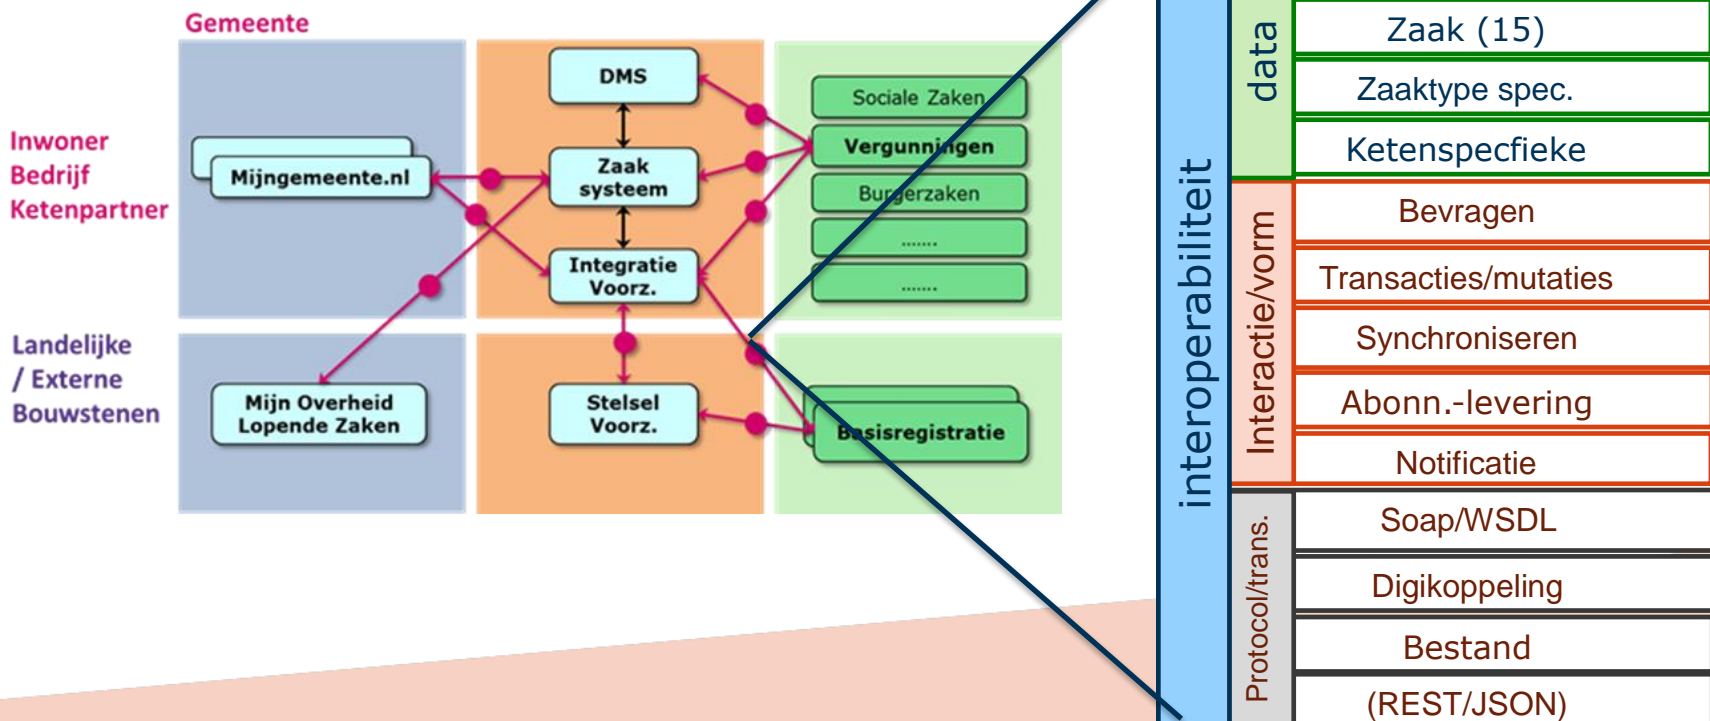 Gemeente
Inwoner
Bedrijf
Ketenpartner
Landelijke
/ Externe
Bouwstenen
Mijngemeente.nl
DMS
Zaak
systeem
Integratie
Voorz.
Sociale Zaken
Vergunningen
Burgerzaken
.......
.......
Mijn Overheid
Lopende Zaken
Stelsel
Voorz.
Basisregistratie
interoperabiliteit
data
Zaak (15)
Zaaktype spec.
Ketenspecfieke
Interactie/vorm
Bevragen
Transacties/mutaties
Synchroniseren
Abonn.-levering
Notificatie
Protocol/trans.
Soap/WSDL
Digikoppeling
Bestand
(REST/JSON)